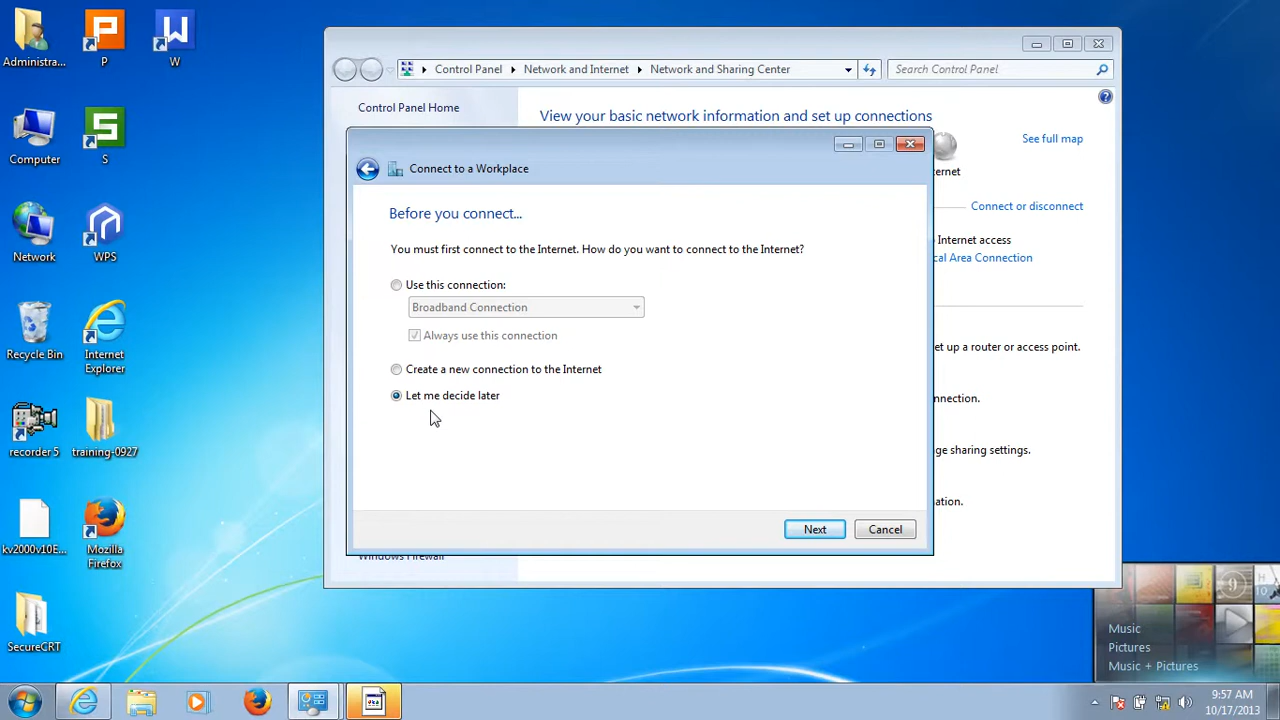 Administra...
P
W
Computer
S
Network
WPS
Recycle Bin
Internet
Explorer
recorder 5
training-0927
kv2000v10E...
Mozilla
Firefox
SecureCRT
Control Panel
Network and Internet
Network and Sharing Center
Search Control Panel
Control Panel Home
View your basic network information and set up connections
See full map
ernet
Connect or disconnect
Internet access
cal Area Connection
et up a router or access point.
nnection.
ge sharing settings.
ation.
Windows Firewall
Connect to a Workplace
Before you connect...
You must first connect to the Internet. How do you want to connect to the Internet?
Use this connection:
Broadband Connection
Always use this connection
Create a new connection to the Internet
Let me decide later
Next
Cancel
Music
Pictures
Music + Pictures
9:57 AM
10/17/2013